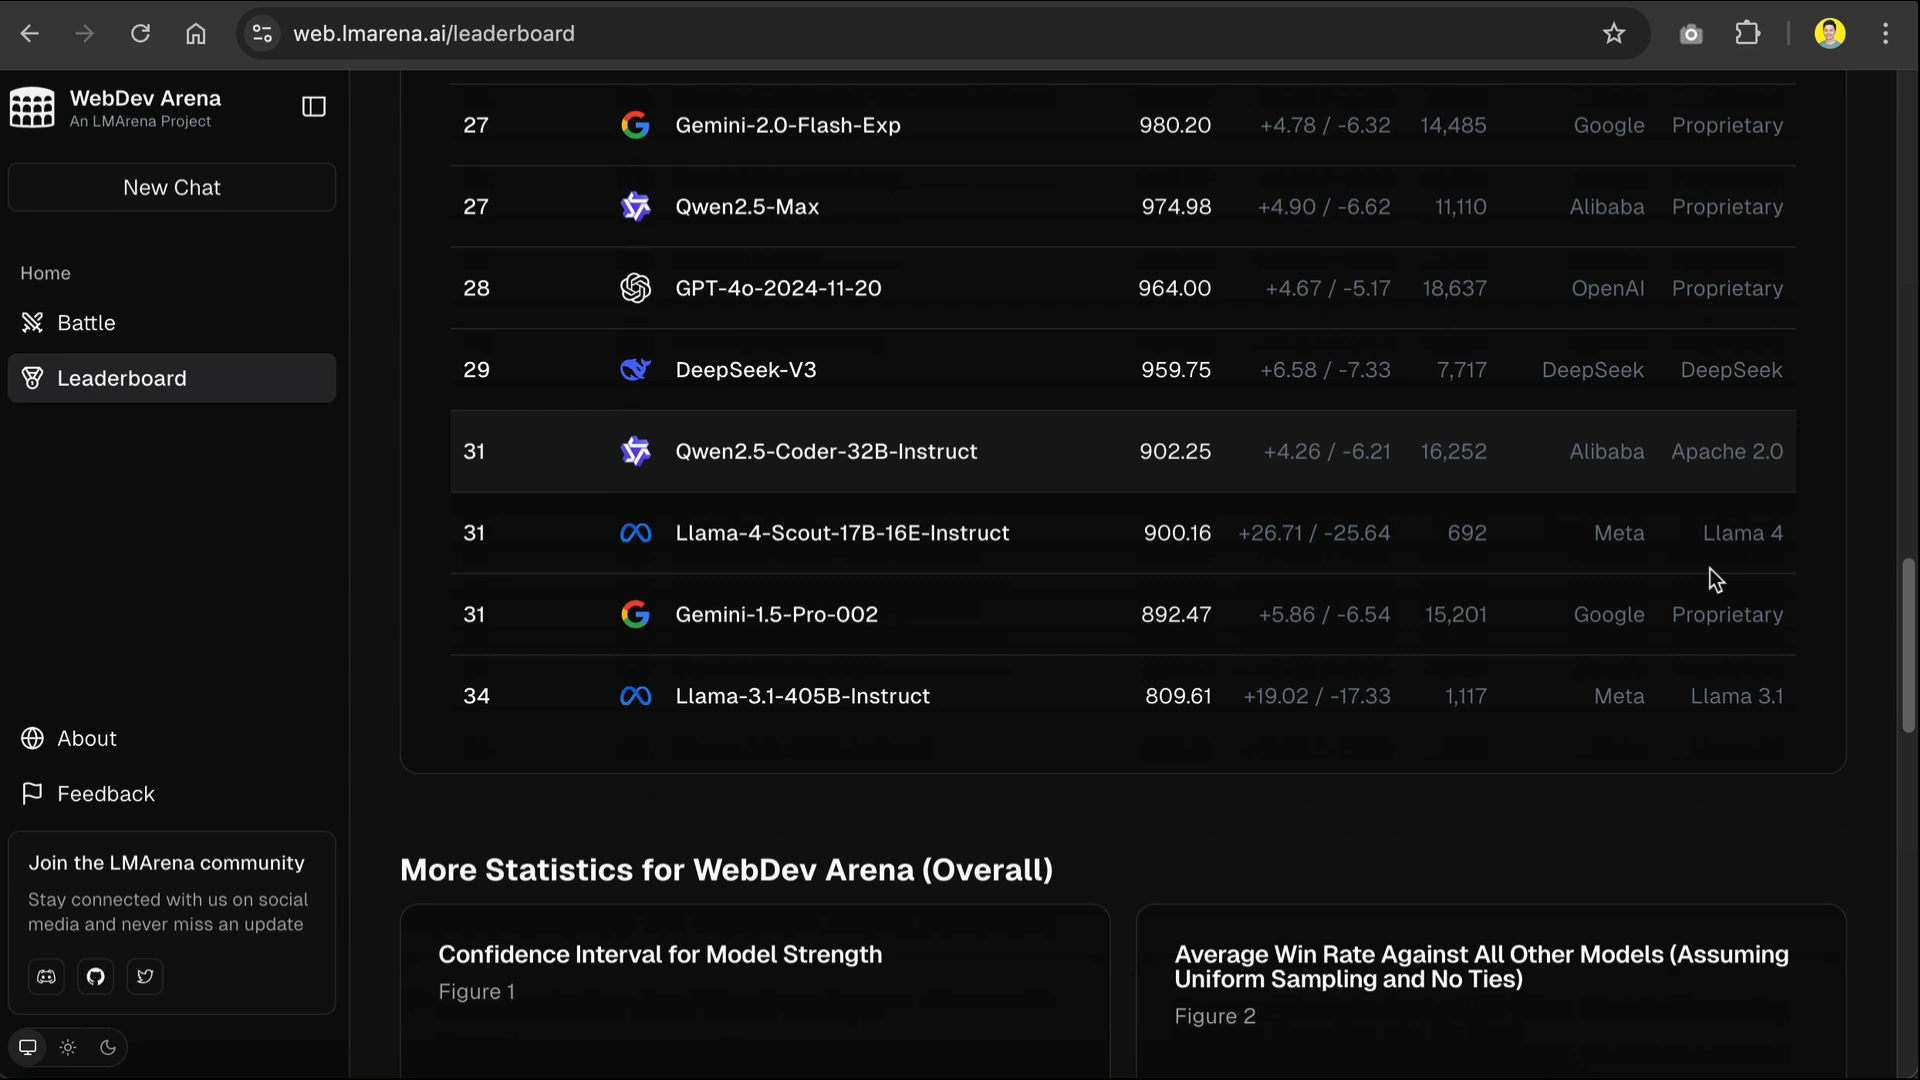 web.lmarena.ai/leaderboard
WebDev Arena
An LMArena Project
New Chat
Home
Battle
Leaderboard
About
Feedback
Join the LMArena community
Stay connected with us on social
media and never miss an update
27 Gemini-2.0-Flash-Exp 980.20 +4.78 / -6.32 14,485 Google Proprietary
27 Qwen2.5-Max 974.98 +4.90 / -6.62 11,110 Alibaba Proprietary
28 GPT-4o-2024-11-20 964.00 +4.67 / -5.17 18,637 OpenAI Proprietary
29 DeepSeek-V3 959.75 +6.58 / -7.33 7,717 DeepSeek DeepSeek
31 Qwen2.5-Coder-32B-Instruct 902.25 +4.26 / -6.21 16,252 Alibaba Apache 2.0
31 Llama-4-Scout-17B-16E-Instruct 900.16 +26.71 / -25.64 692 Meta Llama 4
31 Gemini-1.5-Pro-002 892.47 +5.86 / -6.54 15,201 Google Proprietary
34 Llama-3.1-405B-Instruct 809.61 +19.02 / -17.33 1,117 Meta Llama 3.1
More Statistics for WebDev Arena (Overall)
Confidence Interval for Model Strength
Figure 1
Average Win Rate Against All Other Models (Assuming
Uniform Sampling and No Ties)
Figure 2